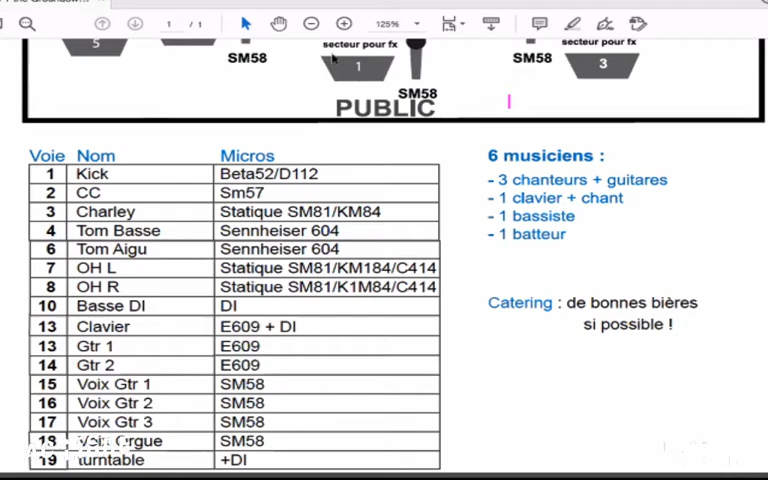 1 / 1
125%
5
SM58
secteur pour fx
1
SM58
SM58
secteur pour fx
3
PUBLIC
Voie Nom Micros
1 Kick Beta52/D112
2 CC Sm57
3 Charley Statique SM81/KM84
4 Tom Basse Sennheiser 604
6 Tom Aigu Sennheiser 604
7 OH L Statique SM81/KM184/C414
8 OH R Statique SM81/K1M84/C414
10 Basse DI DI
13 Clavier E609 + DI
13 Gtr 1 E609
14 Gtr 2 E609
15 Voix Gtr 1 SM58
16 Voix Gtr 2 SM58
17 Voix Gtr 3 SM58
18 Voix Orgue SM58
19 turntable +DI
6 musiciens :
- 3 chanteurs + guitares
- 1 clavier + chant
- 1 bassiste
- 1 batteur
Catering : de bonnes bières
si possible !